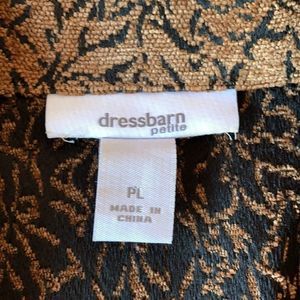 dressbarn
petite
PL
MADE IN
CHINA